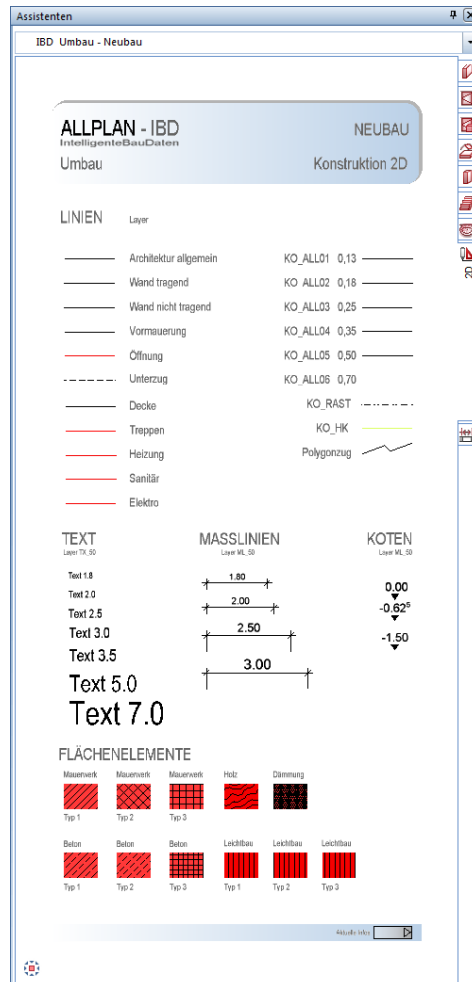 Assistenten
IBD Umbau - Neubau
ALLPLAN - IBD NEUBAU
IntelligenteBauDaten
Umbau Konstruktion 2D
LINIEN Layer
Architektur allgemein KO_ALL01 0,13
Wand tragend KO_ALL02 0,18
Wand nicht tragend KO_ALL03 0,25
Vormauerung KO_ALL04 0,35
Öffnung KO_ALL05 0,50
Unterzug KO_ALL06 0,70
Decke KO_RAST
Treppen KO_HK
Heizung Polygonzug
Sanitär
Elektro
TEXT MASSLINIEN KOTEN
Layer TX_50 Layer ML_50 Layer ML_50
Text 1.8 1.80
Text 2.0 2.00 0.00
Text 2.5 -0.62⁵
Text 3.0 2.50 -1.50
Text 3.5 3.00
Text 5.0
Text 7.0
FLÄCHENELEMENTE
Mauerwerk Mauerwerk Mauerwerk Holz Dämmung
Typ 1 Typ 2 Typ 3
Beton Beton Beton Leichtbau Leichtbau Leichtbau
Typ 1 Typ 2 Typ 3 Typ 1 Typ 2 Typ 3
Aktuelle Infos